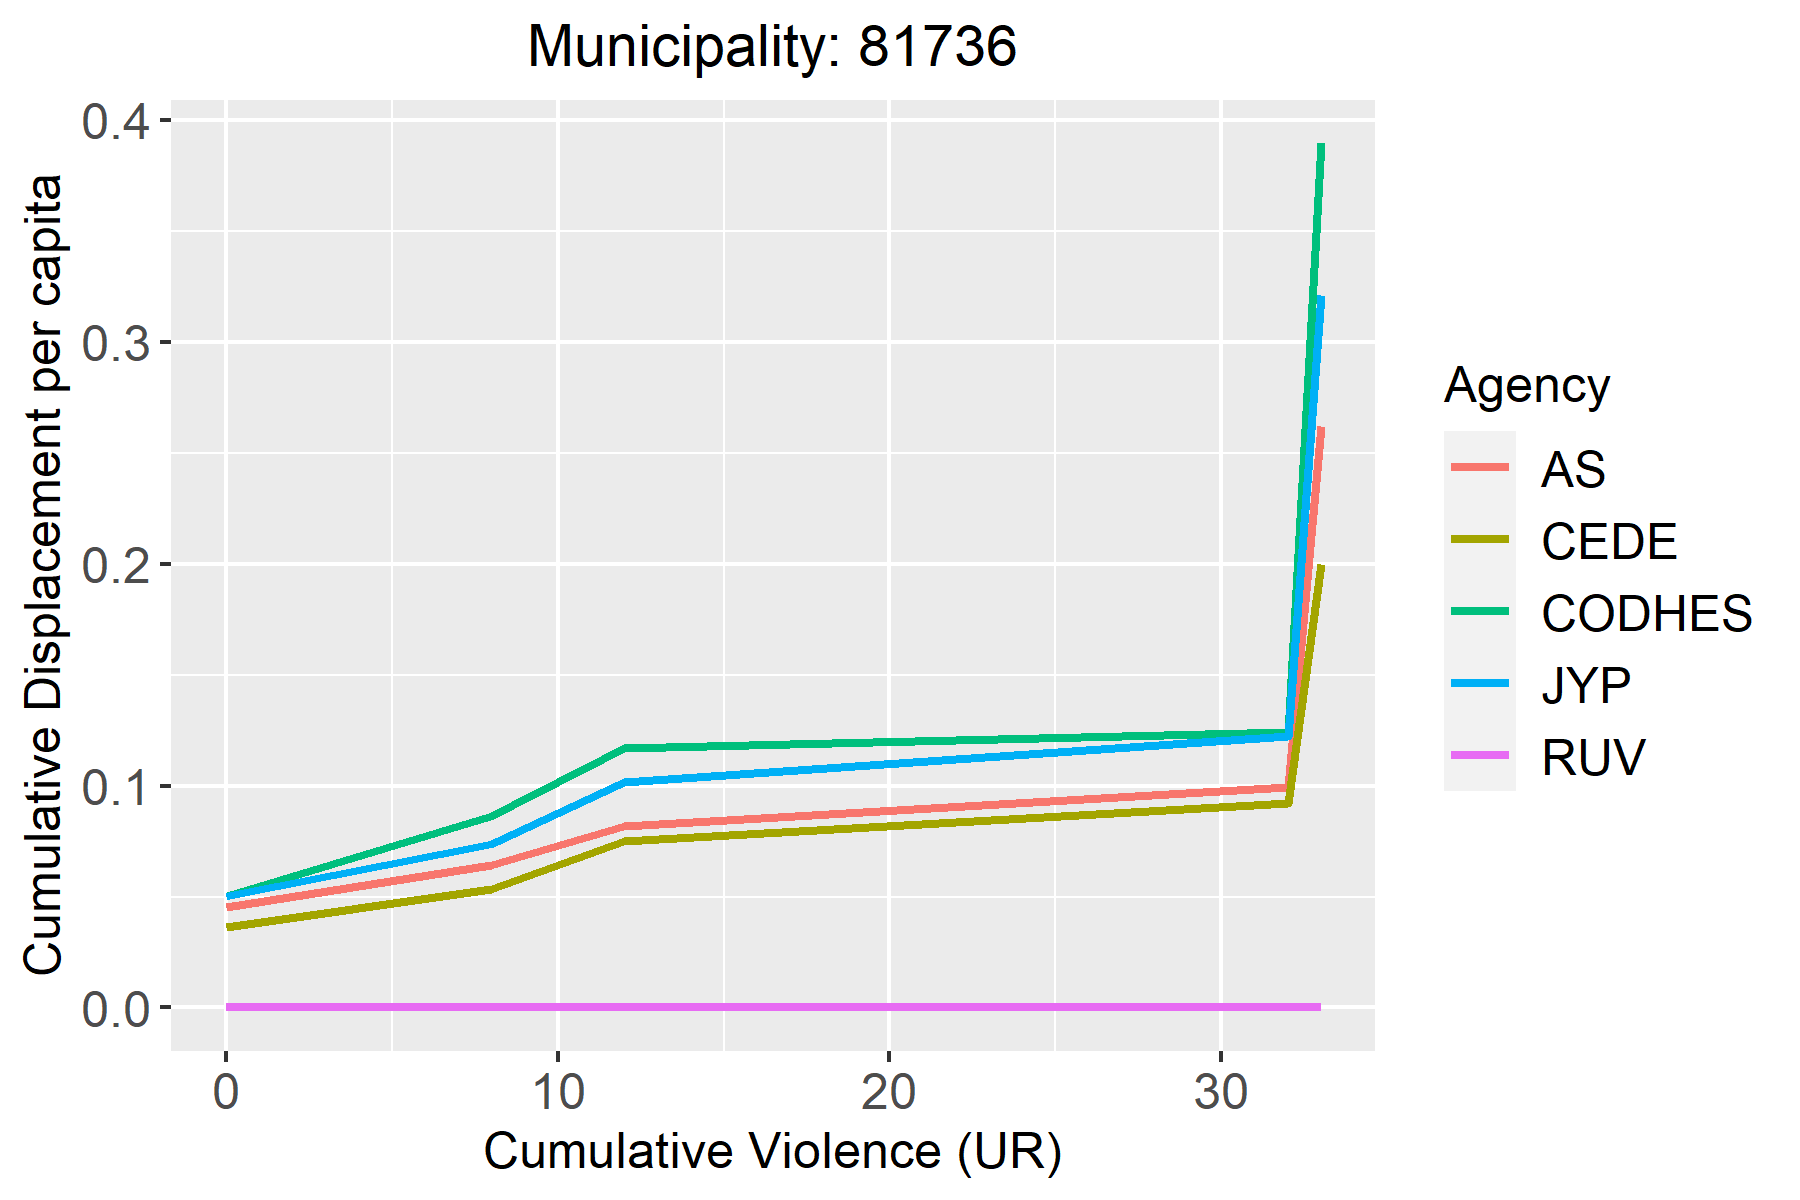 Municipality: 81736
Cumulative Displacement per capita
0.4
0.3
0.2
0.1
0.0
0 10 20 30
Cumulative Violence (UR)
Agency
AS
CEDE
CODHES
JYP
RUV